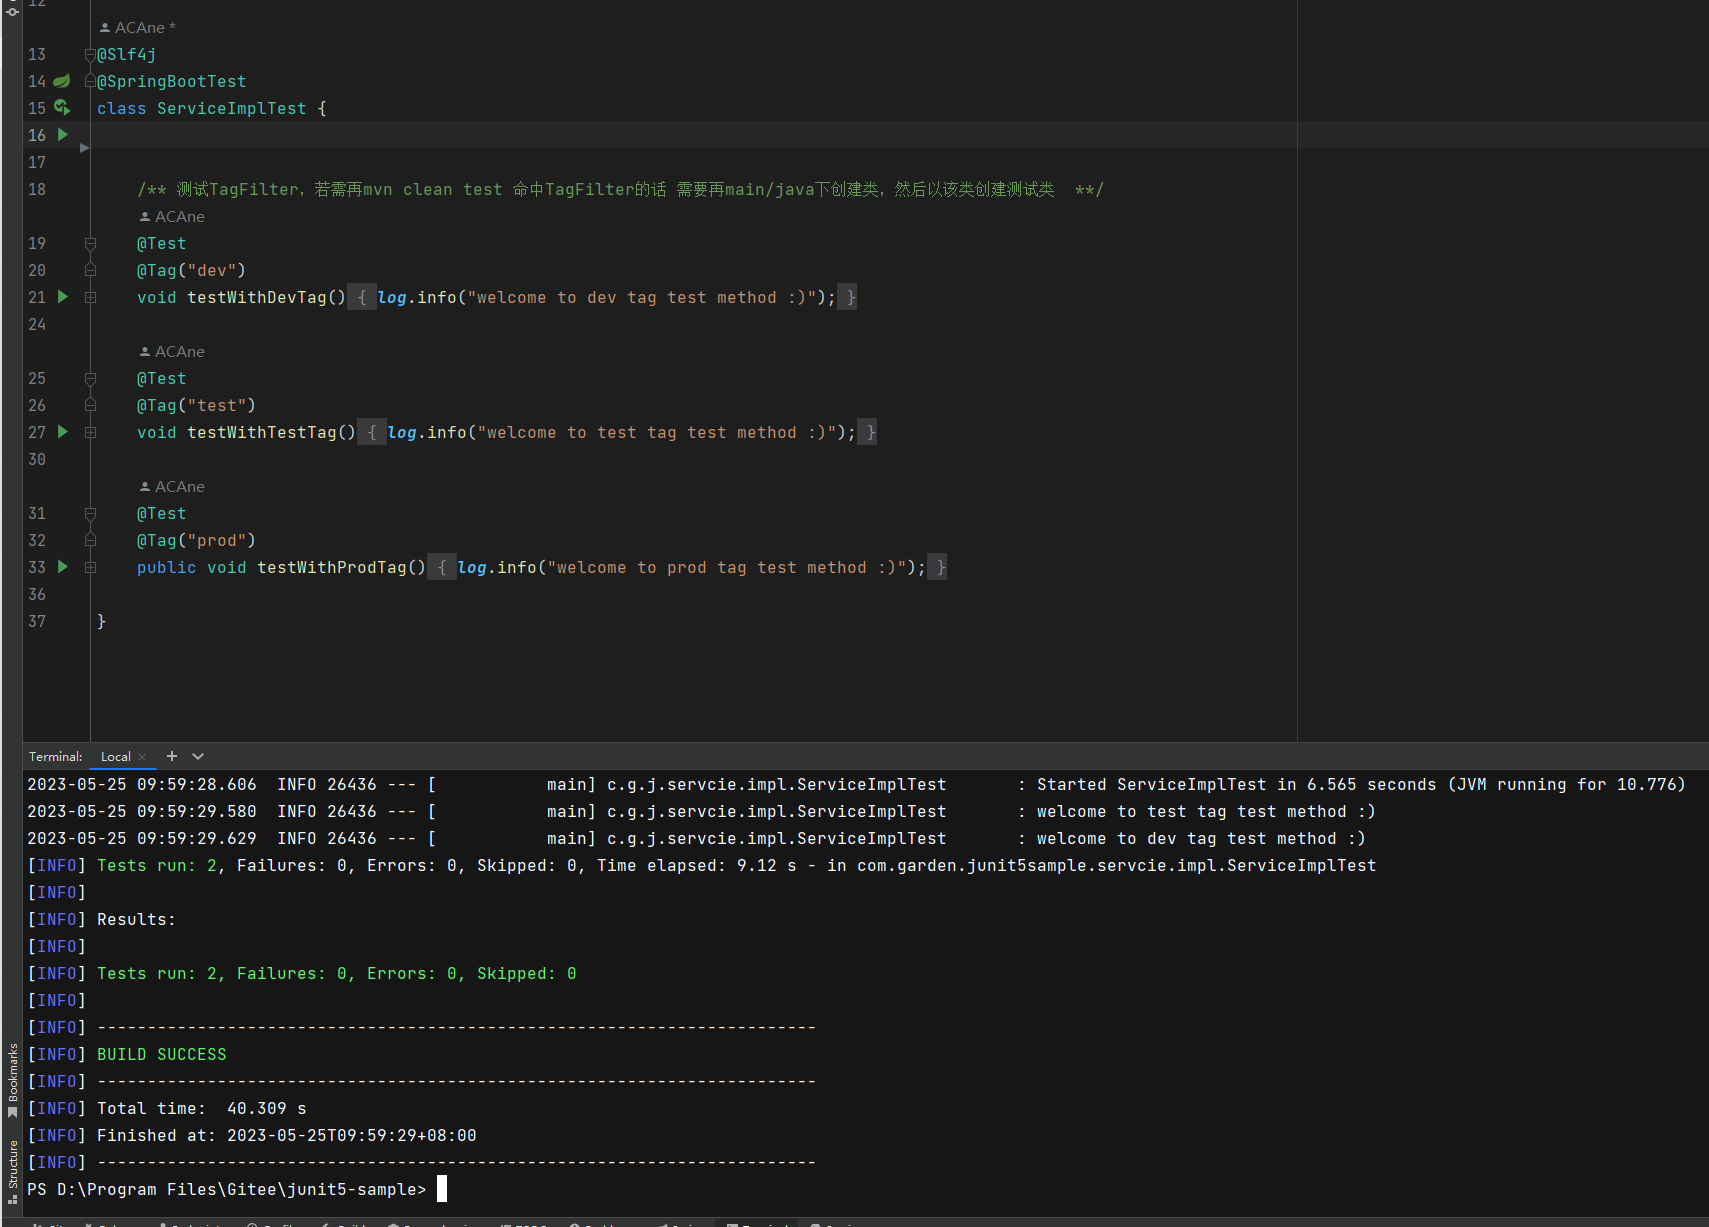 12
ACAne *
13 @Slf4j
14 @SpringBootTest
15 class ServiceImplTest {
16
17
18 /** 测试TagFilter，若需再mvn clean test 命中TagFilter的话 需要再main/java下创建类，然后以该类创建测试类  **/
ACAne
19 @Test
20 @Tag("dev")
21 void testWithDevTag() { log.info("welcome to dev tag test method :)"); }
24
ACAne
25 @Test
26 @Tag("test")
27 void testWithTestTag() { log.info("welcome to test tag test method :)"); }
30
ACAne
31 @Test
32 @Tag("prod")
33 public void testWithProdTag() { log.info("welcome to prod tag test method :)"); }
36
37 }
Terminal: Local
2023-05-25 09:59:28.606  INFO 26436 --- [           main] c.g.j.servcie.impl.ServiceImplTest       : Started ServiceImplTest in 6.565 seconds (JVM running for 10.776)
2023-05-25 09:59:29.580  INFO 26436 --- [           main] c.g.j.servcie.impl.ServiceImplTest       : welcome to test tag test method :)
2023-05-25 09:59:29.629  INFO 26436 --- [           main] c.g.j.servcie.impl.ServiceImplTest       : welcome to dev tag test method :)
[INFO] Tests run: 2, Failures: 0, Errors: 0, Skipped: 0, Time elapsed: 9.12 s - in com.garden.junit5sample.servcie.impl.ServiceImplTest
[INFO]
[INFO] Results:
[INFO]
[INFO] Tests run: 2, Failures: 0, Errors: 0, Skipped: 0
[INFO]
[INFO] ------------------------------------------------------------------------
[INFO] BUILD SUCCESS
[INFO] ------------------------------------------------------------------------
[INFO] Total time:  40.309 s
[INFO] Finished at: 2023-05-25T09:59:29+08:00
[INFO] ------------------------------------------------------------------------
PS D:\Program Files\Gitee\junit5-sample>
Bookmarks
Structure